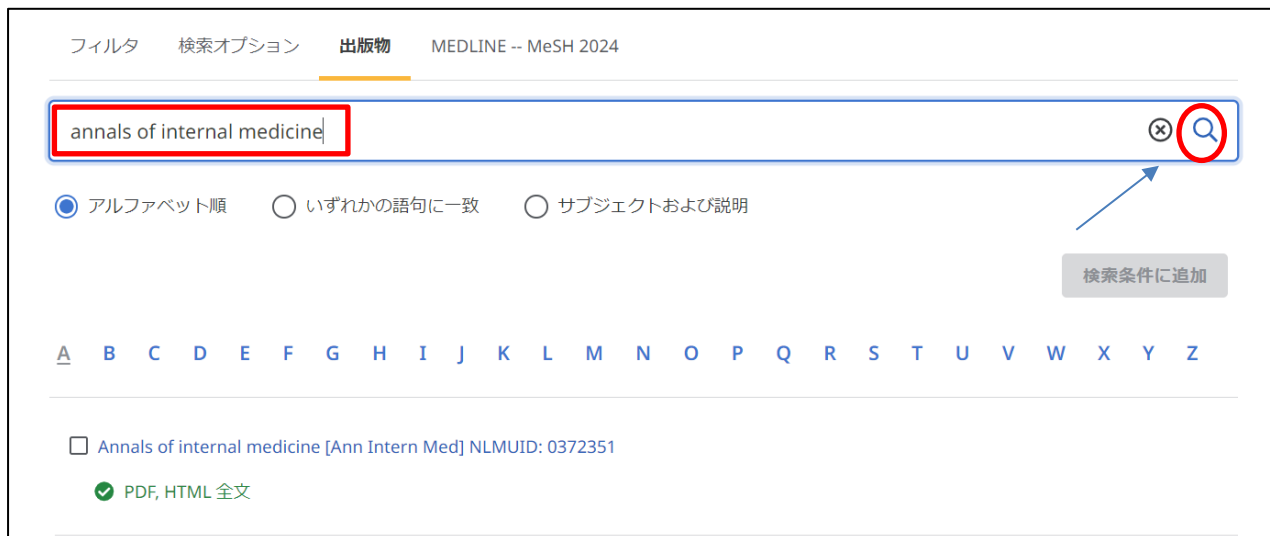 フィルタ 検索オプション 出版物 MEDLINE -- MeSH 2024
annals of internal medicine
アルファベット順 いずれかの語句に一致 サブジェクトおよび説明
検索条件に追加
A B C D E F G H I J K L M N O P Q R S T U V W X Y Z
Annals of internal medicine [Ann Intern Med] NLMUID: 0372351
PDF, HTML 全文